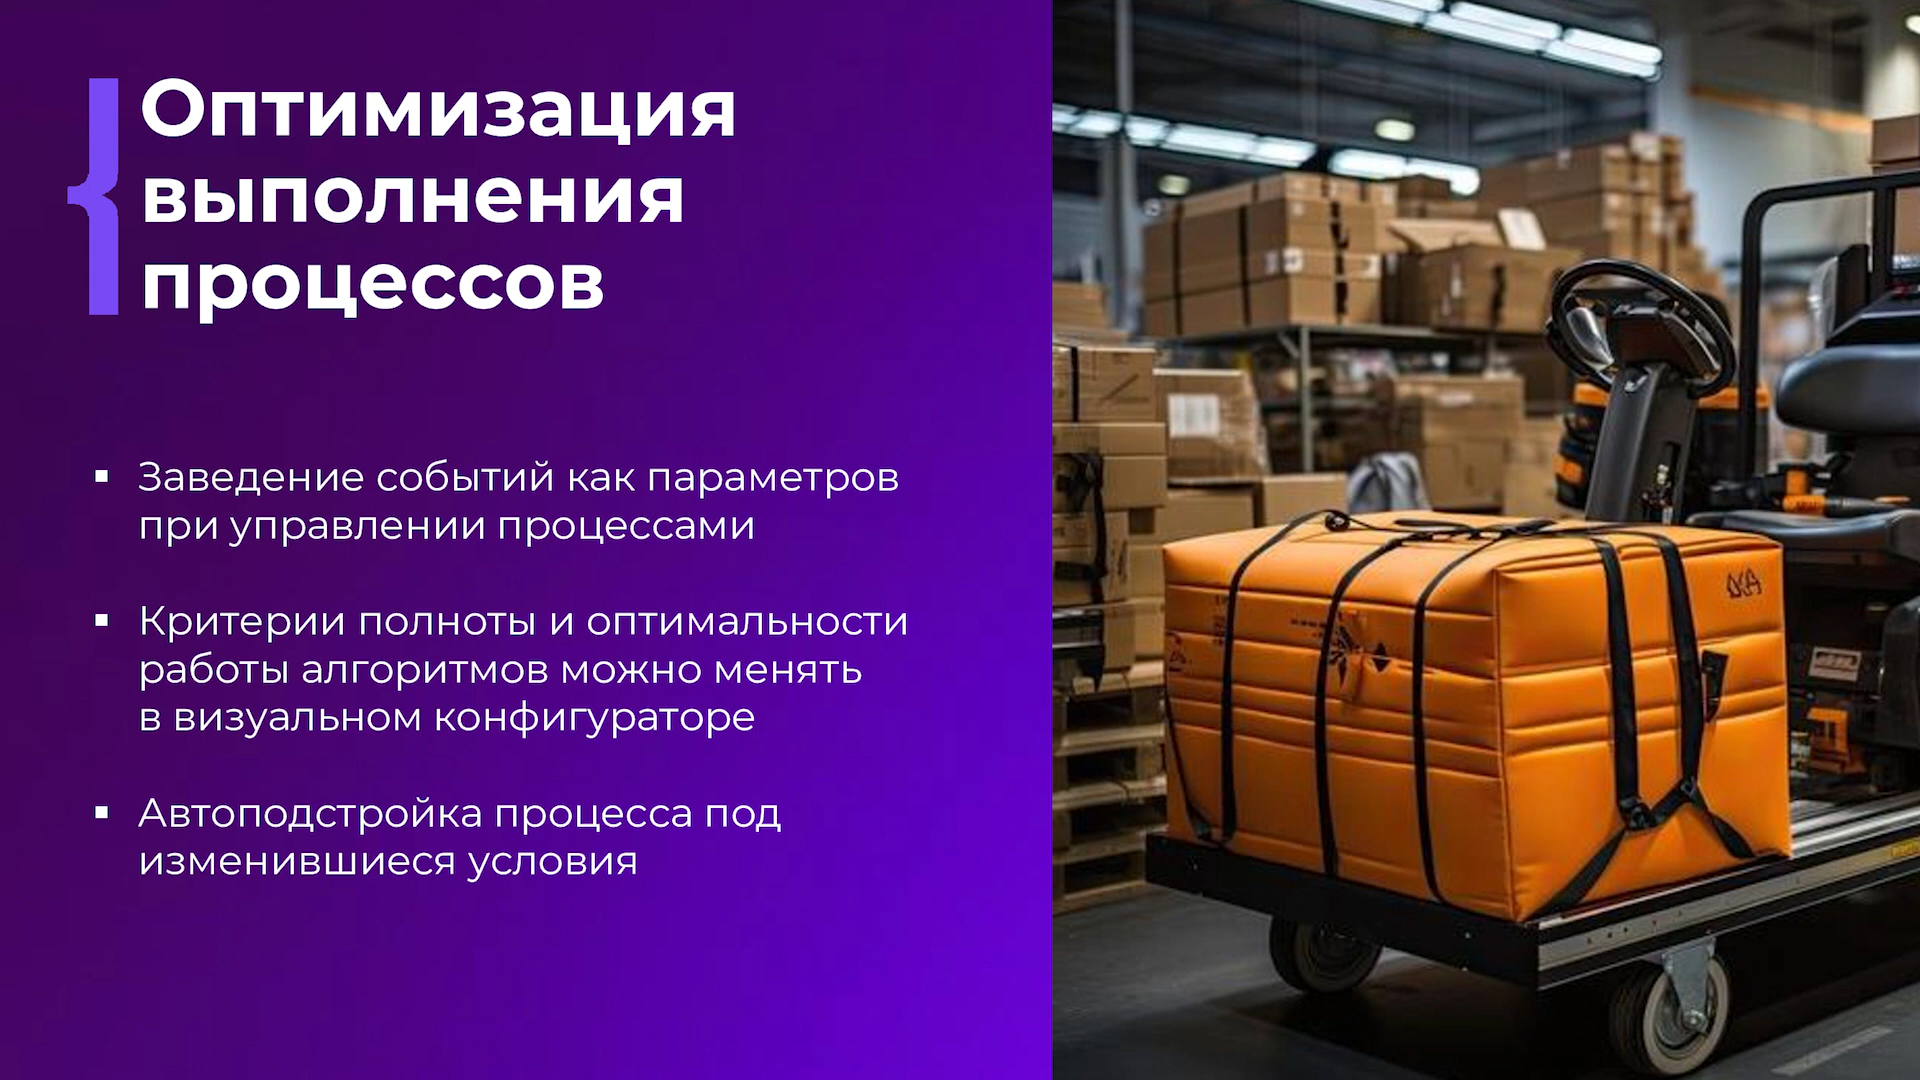 Оптимизация
выполнения
процессов
▪ Заведение событий как параметров
при управлении процессами
▪ Критерии полноты и оптимальности
работы алгоритмов можно менять
в визуальном конфигураторе
▪ Автоподстройка процесса под
изменившиеся условия